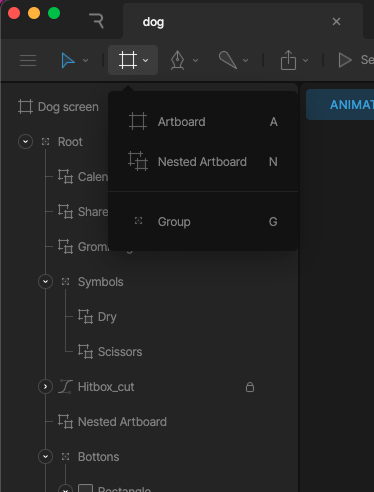 dog
Se
Dog screen
ANIMAT
Artboard A
Root
Nested Artboard N
Calen
Share
Group G
Symbols
Dry
Scissors
Hitbox_cut
Nested Artboard
Bottons
Rectangle